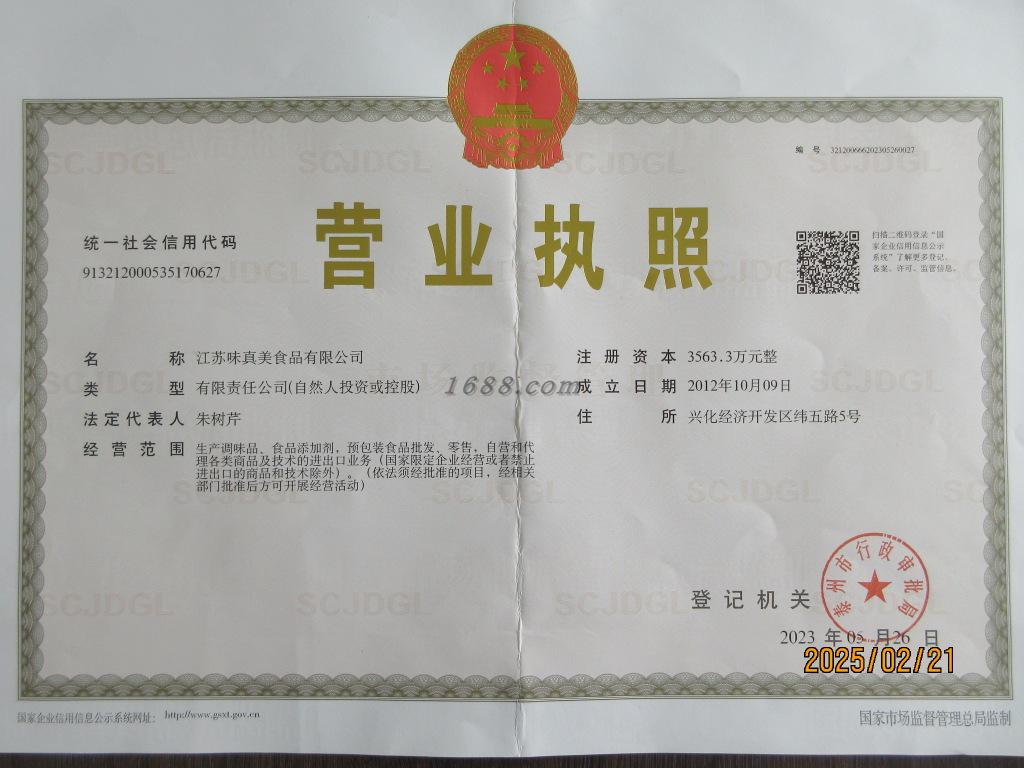 编 号 321200666202305260027
营业执照
统一社会信用代码
913212000535170627
扫描二维码登录“国
家企业信用信息公示
系统”了解更多登记、
备案、许可、监管信息。
名 称 江苏味真美食品有限公司
类 型 有限责任公司(自然人投资或控股)
法定代表人 朱树芹
经营范围 生产调味品、食品添加剂，预包装食品批发、零售，自营和代
理各类商品及技术的进出口业务（国家限定企业经营或者禁止
进出口的商品和技术除外）。（依法须经批准的项目，经相关
部门批准后方可开展经营活动）
注册资本 3563.3万元整
成立日期 2012年10月09日
住 所 兴化经济开发区纬五路5号
1688.com
SCJDGL
泰州市行政审批局
登记机关
2023 年 05 月 26 日
2025/02/21
国家企业信用信息公示系统网址： http://www.gsxt.gov.cn
国家市场监督管理总局监制